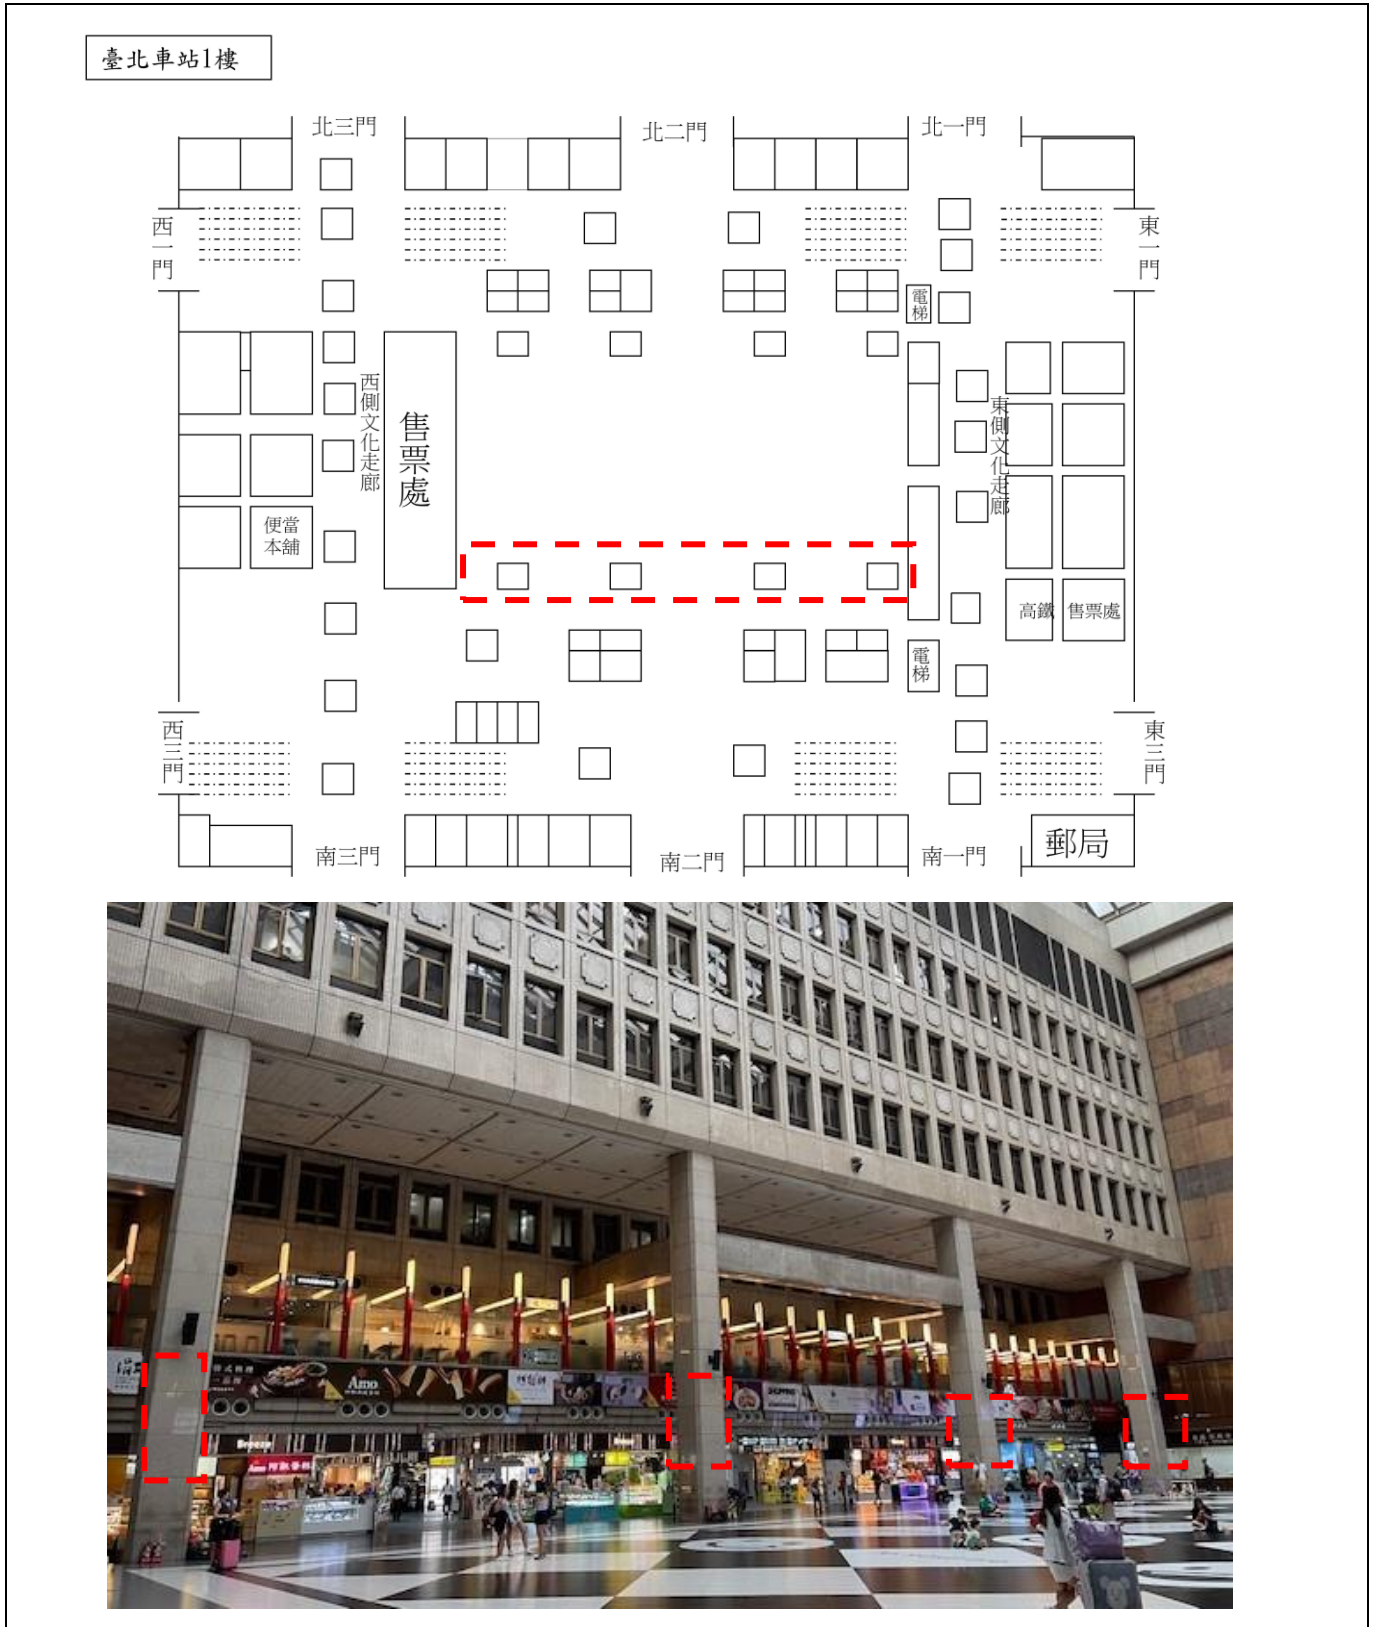 臺北車站1樓
北三門
北二門
北一門
西一門
東一門
電梯
西側文化走廊
售票處
東側文化走廊
便當
本舖
高鐵 售票處
電梯
西三門
東三門
南三門
南二門
南一門
郵局
Amo
Breeze